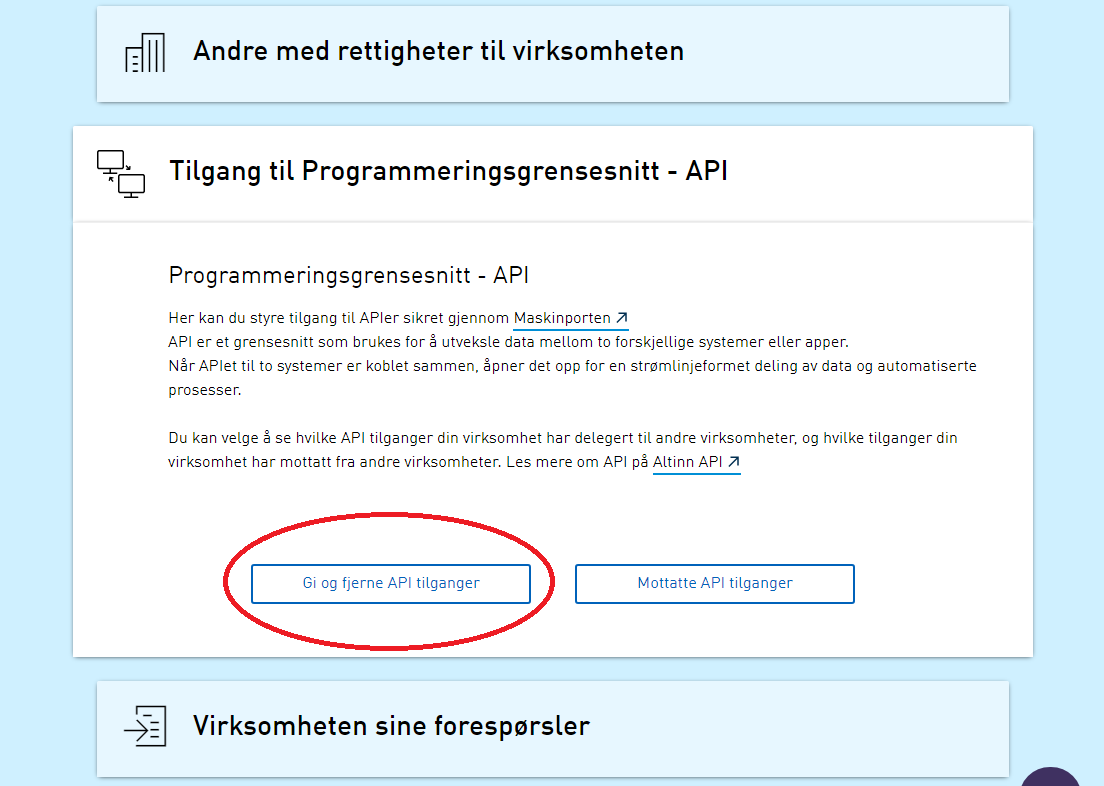 Andre med rettigheter til virksomheten
Tilgang til Programmeringsgrensesnitt - API
Programmeringsgrensesnitt - API
Her kan du styre tilgang til APIer sikret gjennom Maskinporten
API er et grensesnitt som brukes for å utveksle data mellom to forskjellige systemer eller apper.
Når APIet til to systemer er koblet sammen, åpner det opp for en strømlinjeformet deling av data og automatiserte
prosesser.
Du kan velge å se hvilke API tilganger din virksomhet har delegert til andre virksomheter, og hvilke tilganger din
virksomhet har mottatt fra andre virksomheter. Les mere om API på Altinn API
Gi og fjerne API tilganger
Mottatte API tilganger
Virksomheten sine forespørsler